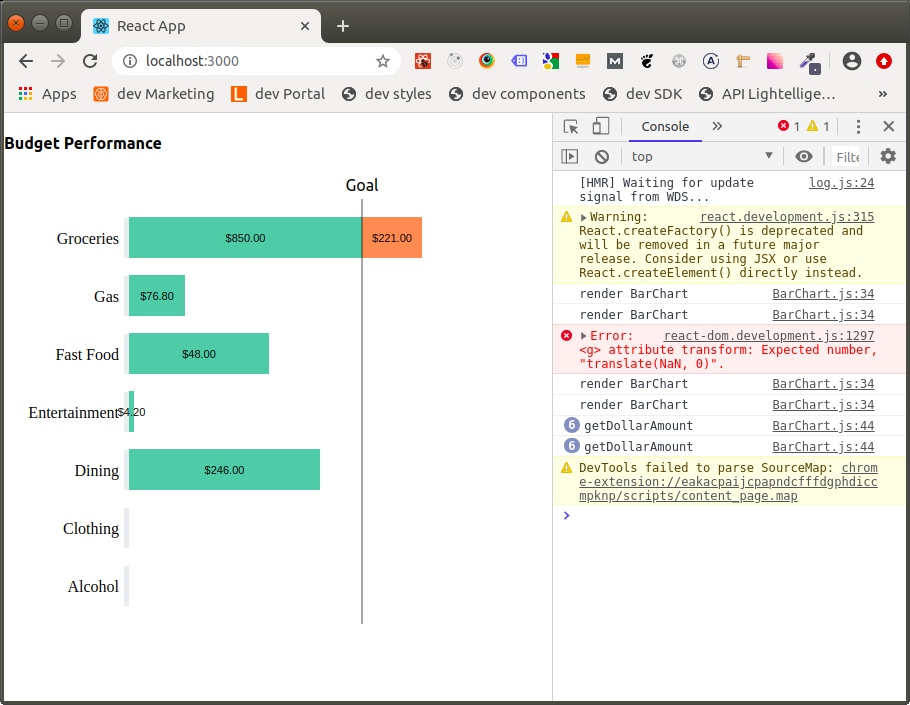 React App
localhost:3000
Apps
dev Marketing
dev Portal
dev styles
dev components
dev SDK
API Lightellige…
»
Budget Performance
Goal
Groceries
$850.00
$221.00
Gas
$76.80
Fast Food
$48.00
Entertainment
$4.20
Dining
$246.00
Clothing
Alcohol
Console
»
1
1
top
Filte
[HMR] Waiting for update log.js:24
signal from WDS...
Warning: react.development.js:315
React.createFactory() is deprecated and
will be removed in a future major
release. Consider using JSX or use
React.createElement() directly instead.
render BarChart BarChart.js:34
render BarChart BarChart.js:34
Error: react-dom.development.js:1297
<g> attribute transform: Expected number,
"translate(NaN, 0)".
render BarChart BarChart.js:34
render BarChart BarChart.js:34
6 getDollarAmount BarChart.js:44
6 getDollarAmount BarChart.js:44
DevTools failed to parse SourceMap: chrom
e-extension://eakacpaijcpapndcfffdgphdicc
mpknp/scripts/content_page.map